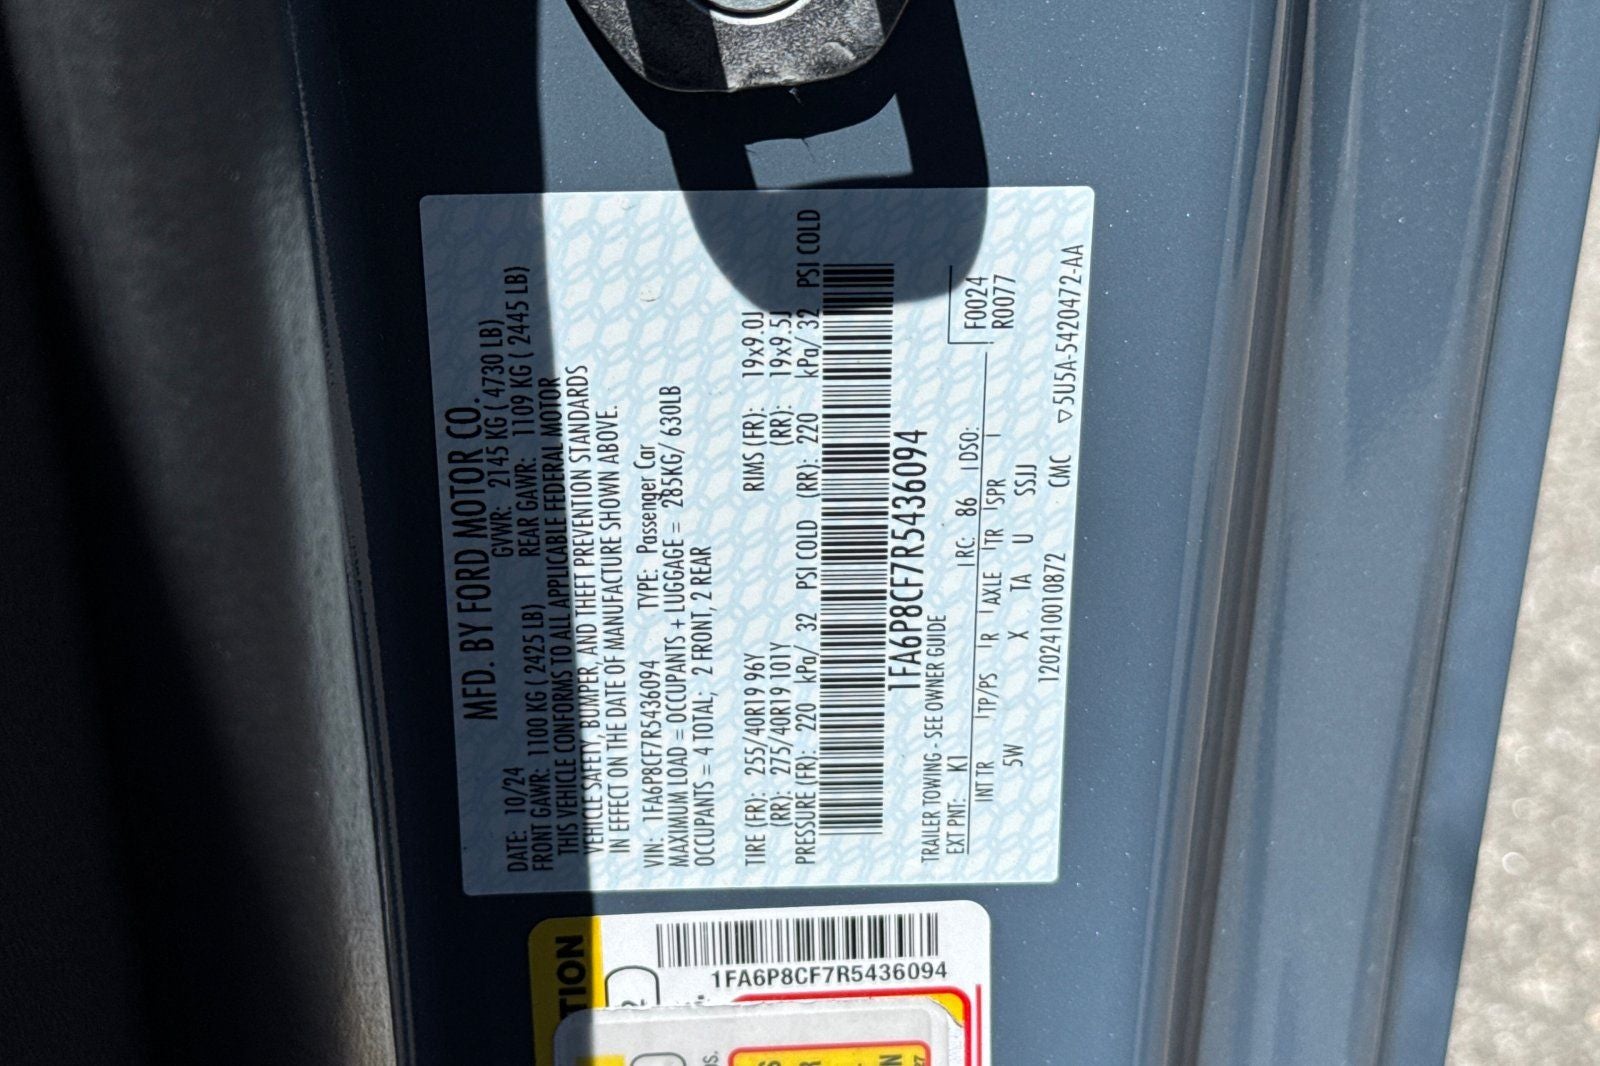 MFD. BY FORD MOTOR CO.
DATE: 10/24 GVWR: 2145 KG ( 4730 LB)
FRONT GAWR: 1100 KG ( 2425 LB) REAR GAWR: 1109 KG ( 2445 LB)
THIS VEHICLE CONFORMS TO ALL APPLICABLE FEDERAL MOTOR
VEHICLE SAFETY, BUMPER, AND THEFT PREVENTION STANDARDS
IN EFFECT ON THE DATE OF MANUFACTURE SHOWN ABOVE.
VIN: 1FA6P8CF7R5436094 TYPE: Passenger Car
MAXIMUM LOAD = OCCUPANTS + LUGGAGE = 285KG/ 630LB
OCCUPANTS = 4 TOTAL; 2 FRONT, 2 REAR
TIRE (FR): 255/40R19 96Y RIMS (FR): 19x9.0J
(RR): 275/40R19 101Y (RR): 19x9.5J
PRESSURE (FR): 220 kPa/ 32 PSI COLD (RR): 220 kPa/ 32 PSI COLD
1FA6P8CF7R5436094
TRAILER TOWING - SEE OWNER GUIDE
EXT PNT: K1 RC: 86 DSO: F0024
INT TR TP/PS R AXLE TR SPR R0077
5W X TA U SSJJ
1202410010872 CMC ▽5U5A-5420472-AA
TION
1FA6P8CF7R5436094